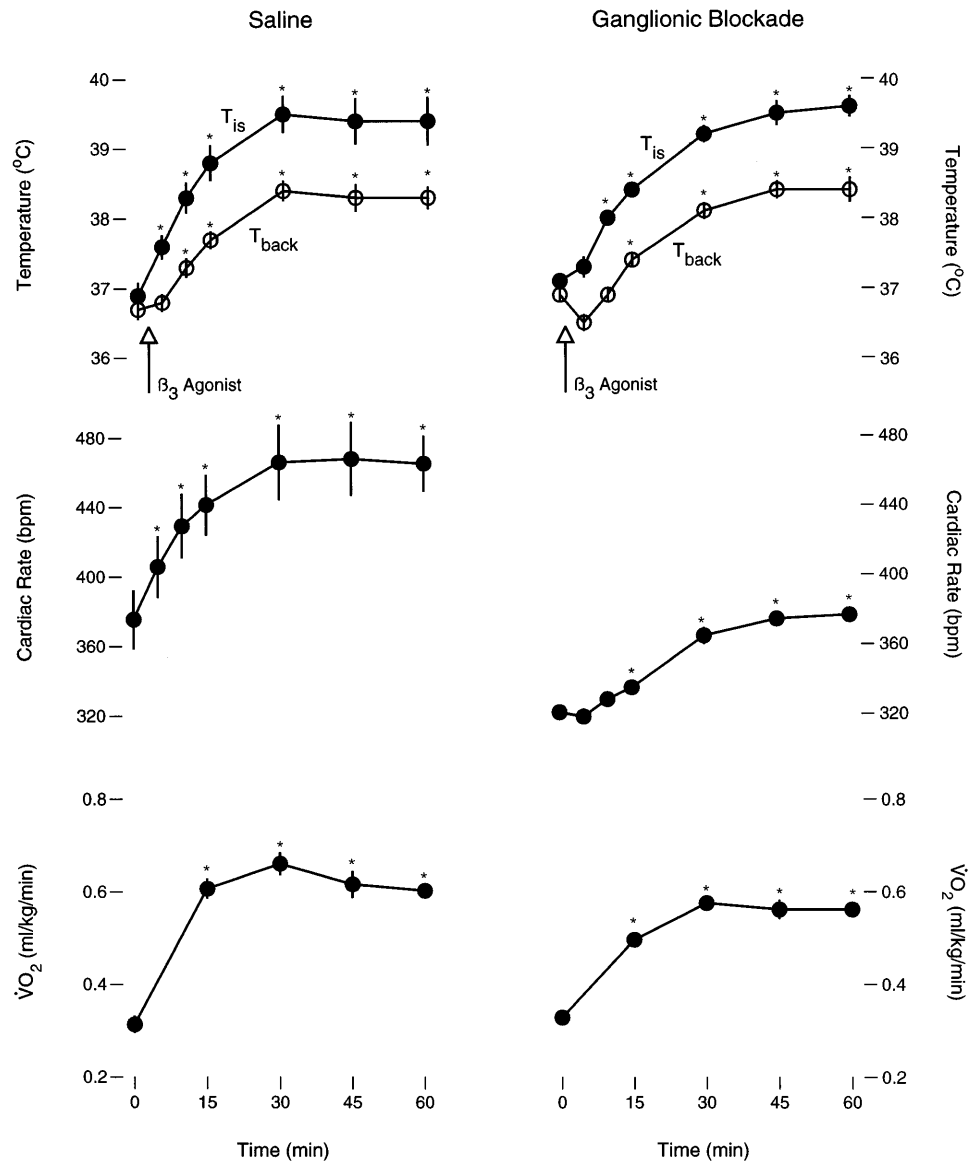 Saline
Ganglionic Blockade
40
39
38
37
36
Temperature (°C)
T_is
T_back
ß3 Agonist
* * * * * *
* * * * *
40
39
38
37
36
Temperature (°C)
T_is
T_back
ß3 Agonist
* * * * *
* * * *
480
440
400
360
320
Cardiac Rate (bpm)
* * * * * *
480
440
400
360
320
Cardiac Rate (bpm)
* * * *
0.8
0.6
0.4
0.2
V̇O2 (ml/kg/min)
* * * *
0.8
0.6
0.4
0.2
V̇O2 (ml/kg/min)
* * * *
0 15 30 45 60
Time (min)
0 15 30 45 60
Time (min)